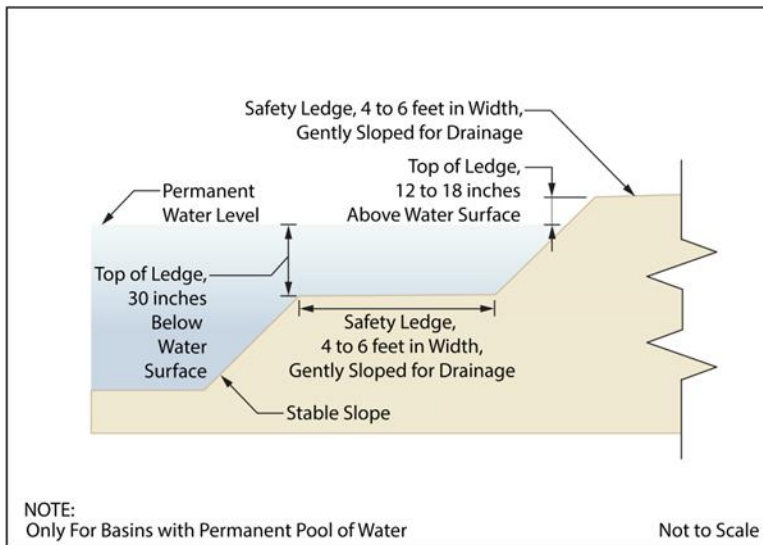 Safety Ledge, 4 to 6 feet in Width,
Gently Sloped for Drainage
Top of Ledge,
12 to 18 inches
Above Water Surface
Permanent
Water Level
Top of Ledge,
30 inches
Below
Water
Surface
Safety Ledge,
4 to 6 feet in Width,
Gently Sloped for Drainage
Stable Slope
NOTE:
Only For Basins with Permanent Pool of Water
Not to Scale